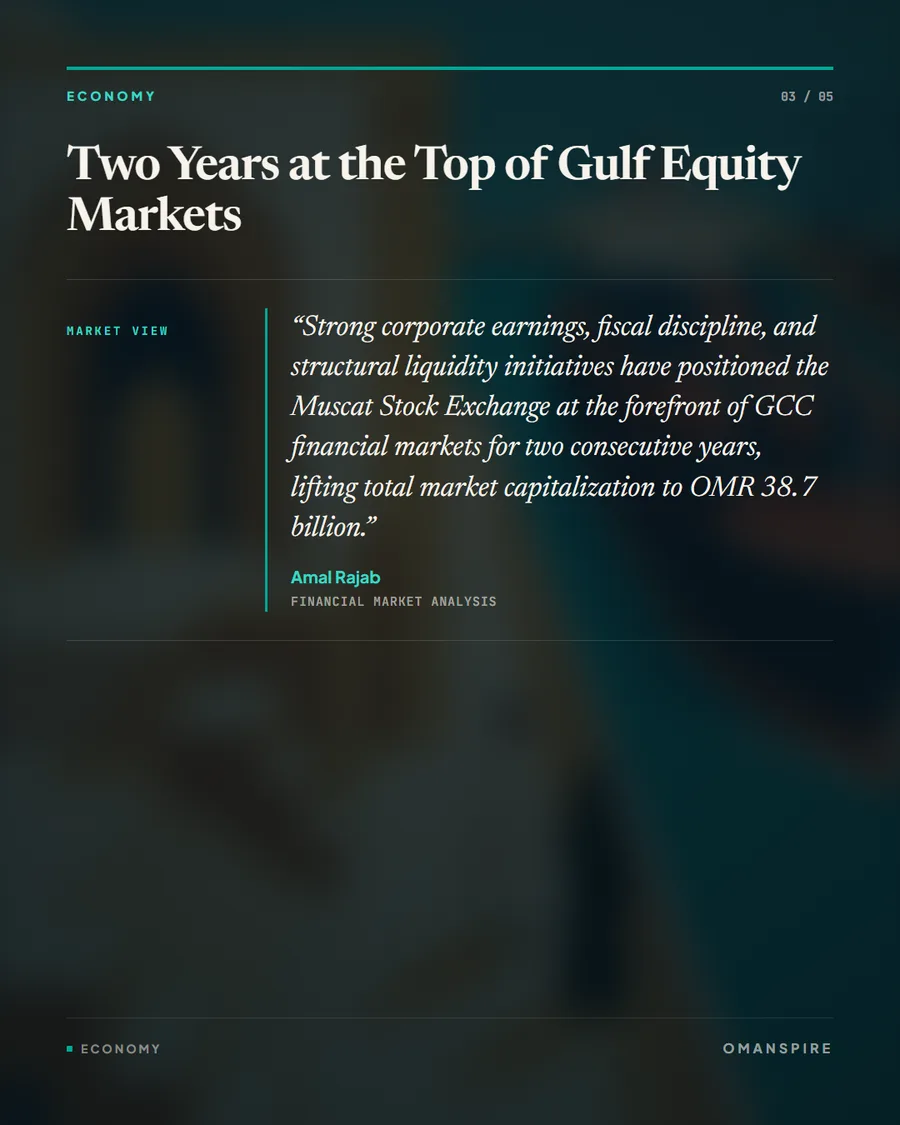 ECONOMY
03 / 05
Two Years at the Top of Gulf Equity
Markets
MARKET VIEW
“Strong corporate earnings, fiscal discipline, and
structural liquidity initiatives have positioned the
Muscat Stock Exchange at the forefront of GCC
financial markets for two consecutive years,
lifting total market capitalization to OMR 38.7
billion.”
Amal Rajab
FINANCIAL MARKET ANALYSIS
ECONOMY
OMANSPIRE